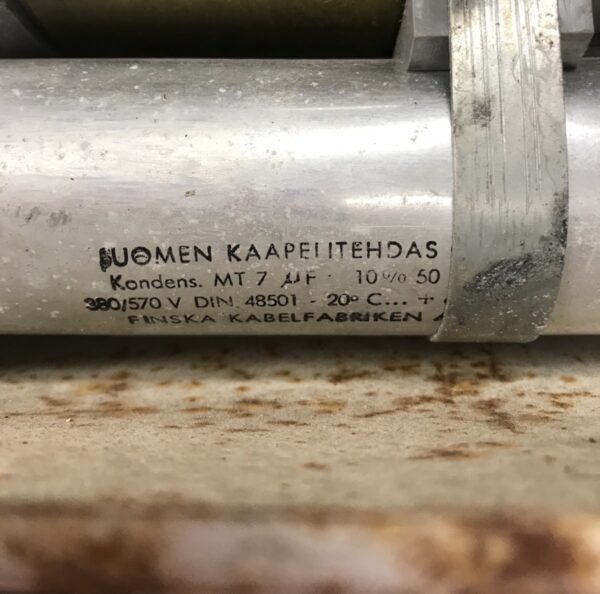 SUOMEN KAAPELITEHDAS
Kondens. MT 7 µF 10% 50
380/570 V DIN 48501 - 20° C... +
FINSKA KABELFABRIKEN